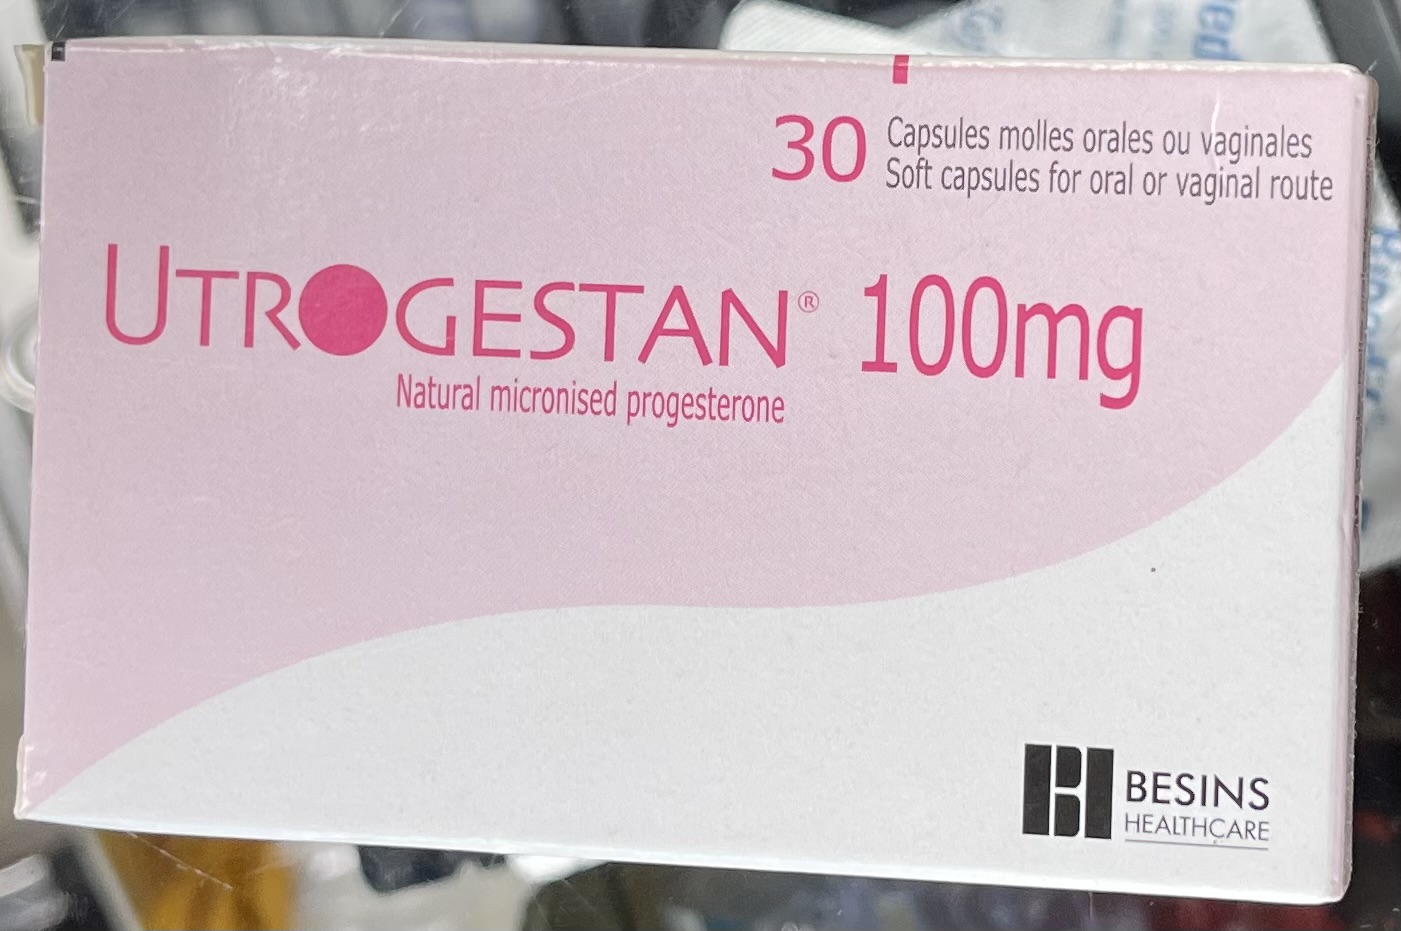 30 Capsules molles orales ou vaginales
Soft capsules for oral or vaginal route
UTROGESTAN® 100mg
Natural micronised progesterone
BESINS
HEALTHCARE